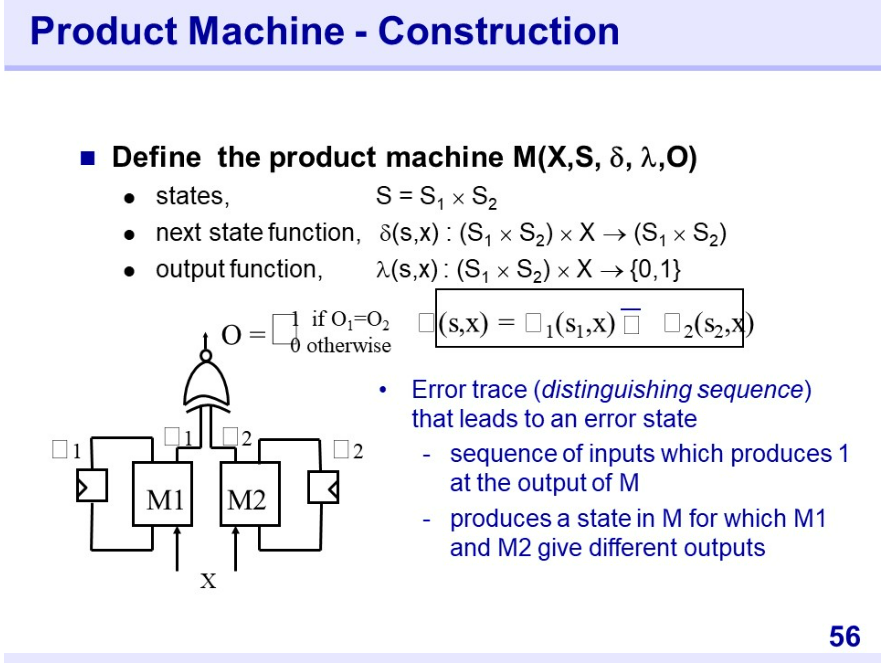 Product Machine - Construction
■ Define the product machine M(X,S, δ, λ,O)
● states, S = S₁ × S₂
● next state function, δ(s,x) : (S₁ × S₂) × X → (S₁ × S₂)
● output function, λ(s,x) : (S₁ × S₂) × X → {0,1}
O = □ 1 if O₁=O₂
0 otherwise
□(s,x) = □₁(s₁,x) □̅ □₂(s₂,x)
• Error trace (distinguishing sequence)
that leads to an error state
- sequence of inputs which produces 1
at the output of M
- produces a state in M for which M1
and M2 give different outputs
□1 □2
□1 □2
M1 M2
X
56